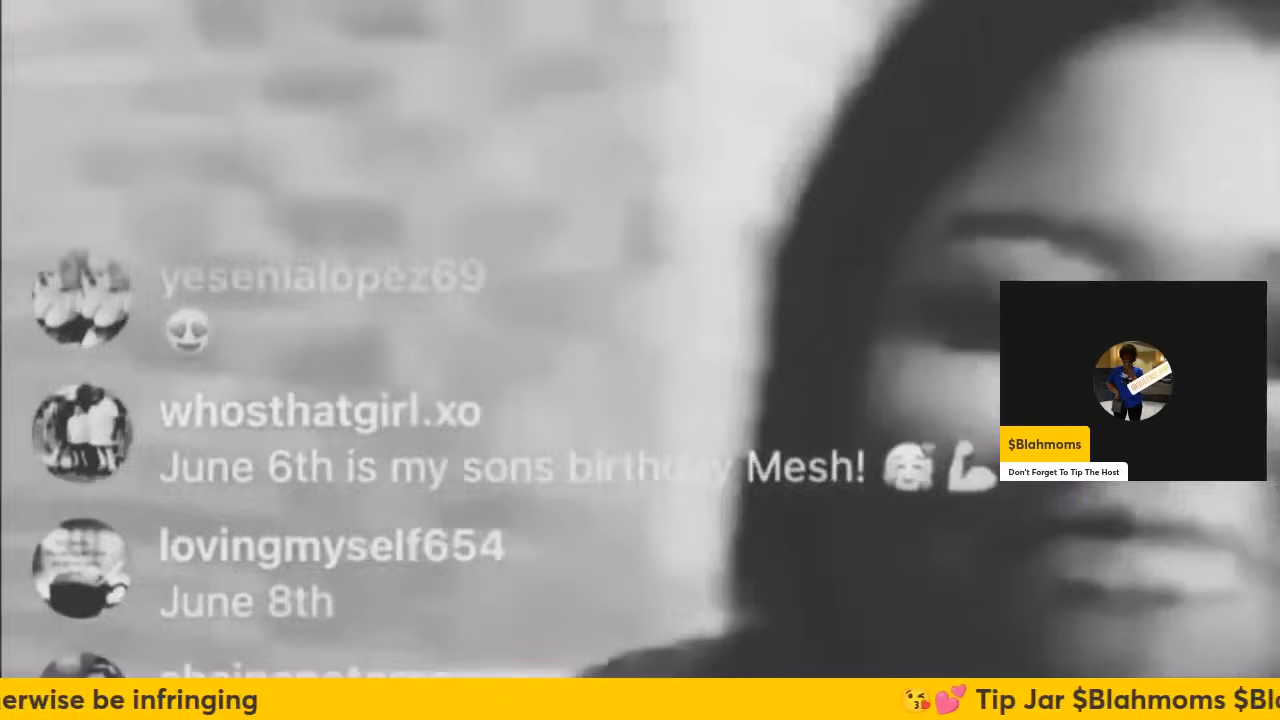 yesenialopez69
😍
whosthatgirl.xo
June 6th is my sons birthday Mesh! 🥳💪
lovingmyself654
June 8th
$Blahmoms
Don't Forget To Tip The Host
erwise be infringing
😘💕 Tip Jar $Blahmoms $Bl